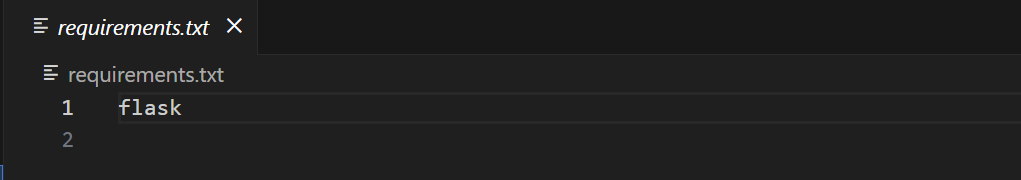 requirements.txt
requirements.txt
1 flask
2